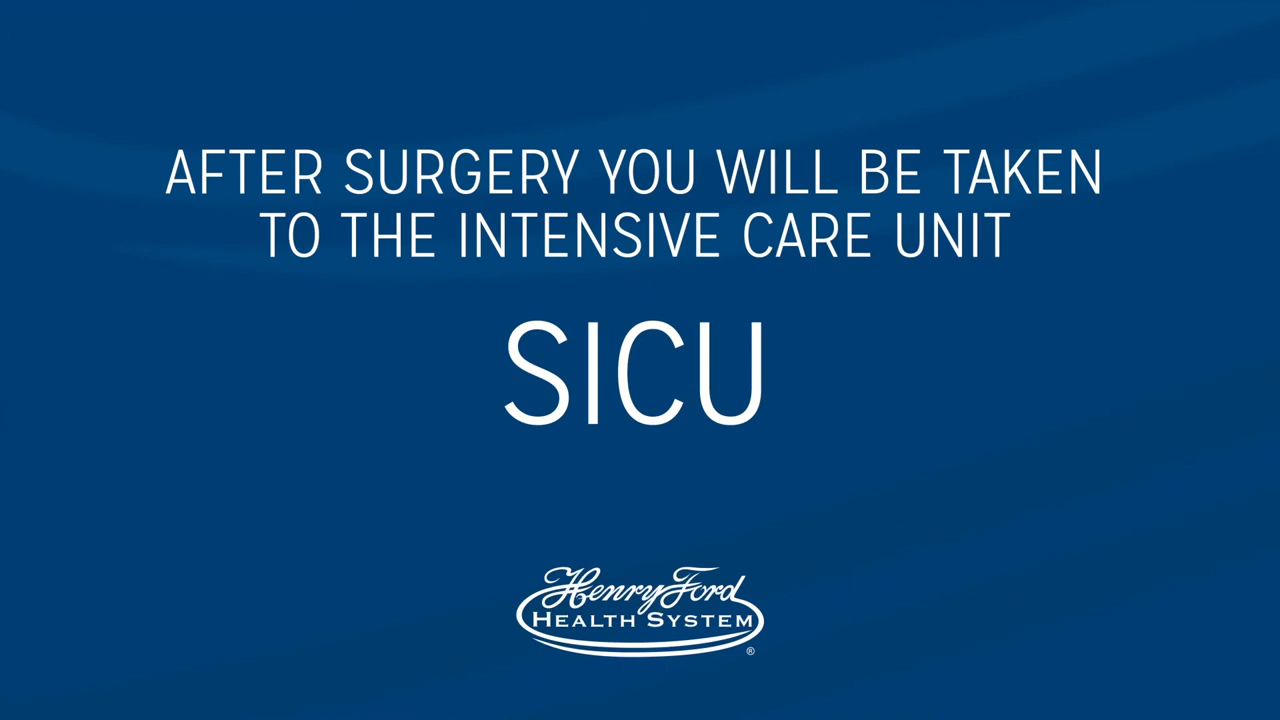 AFTER SURGERY YOU WILL BE TAKEN
TO THE INTENSIVE CARE UNIT
SICU
Henry Ford
HEALTH SYSTEM
®